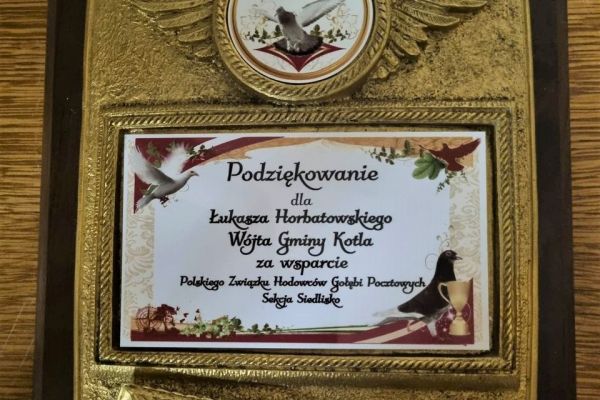 Podziękowanie
dla
Łukasza Horbatowskiego
Wójta Gminy Kotla
za wsparcie
Polskiego Związku Hodowców Gołębi Pocztowych
Sekcja Siedlisko